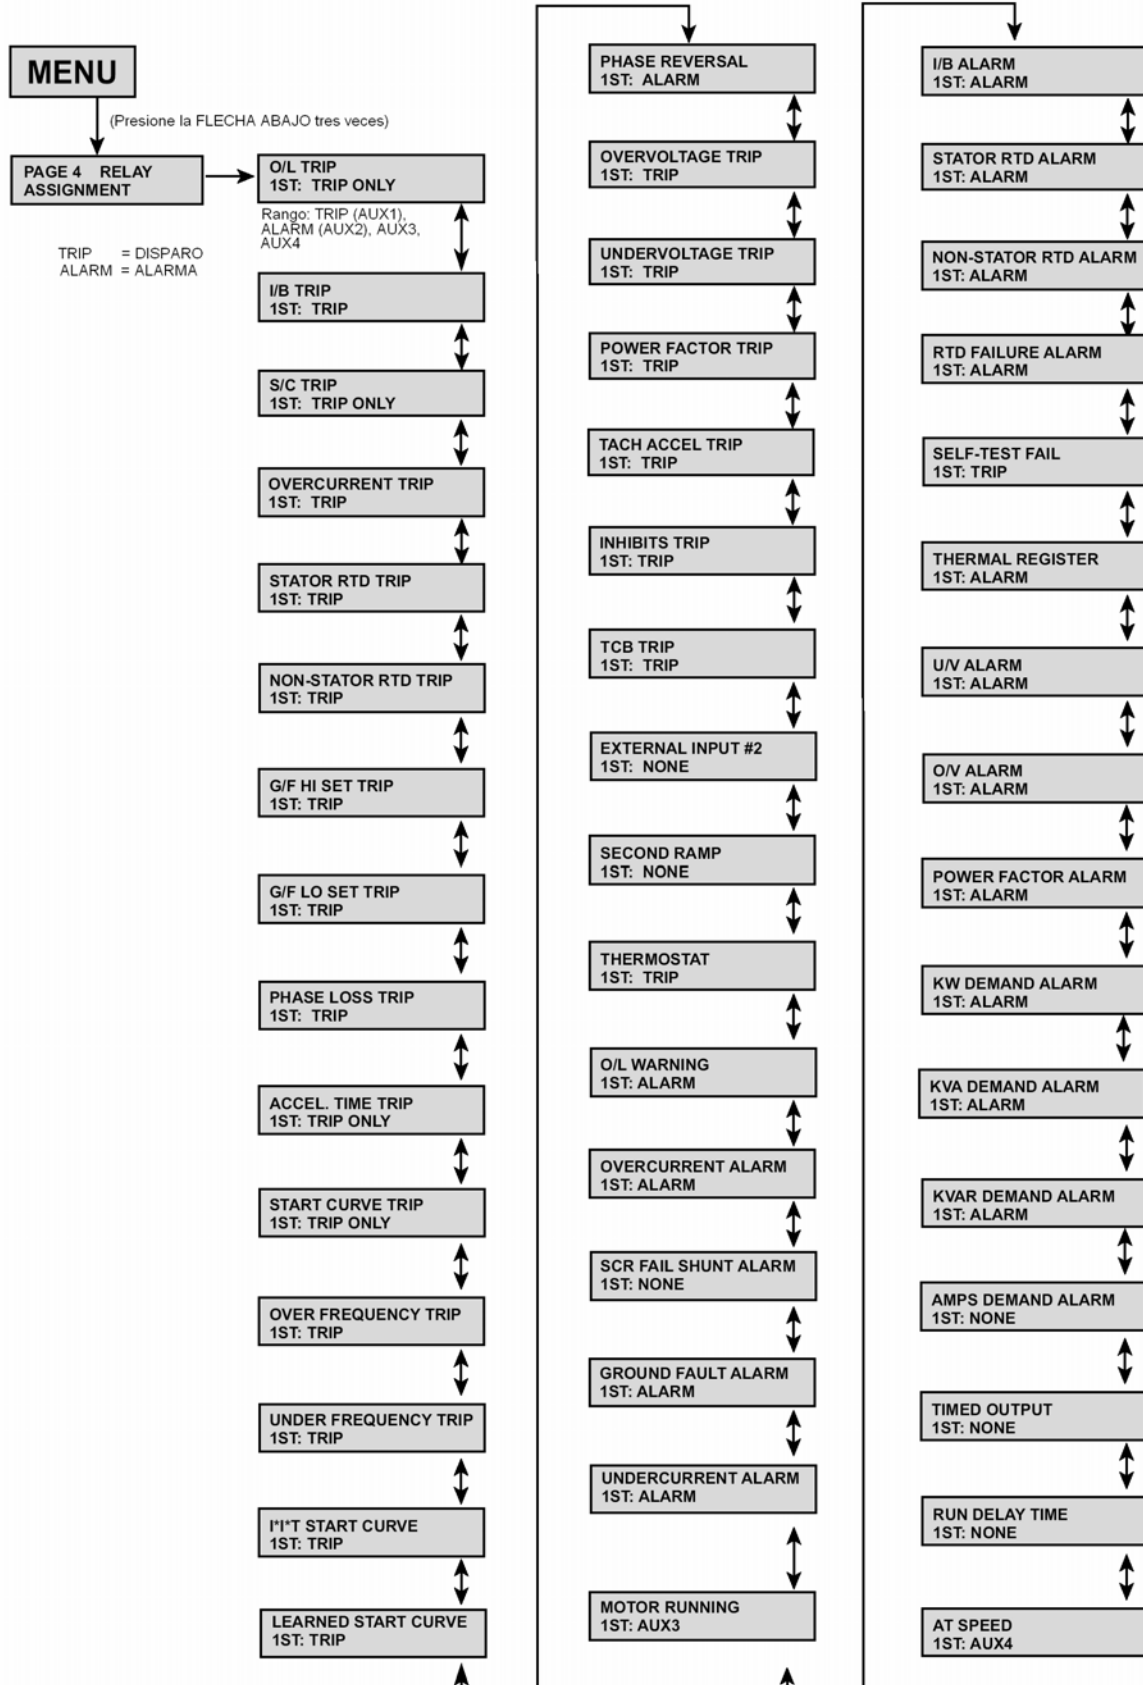 MENU
(Presione la FLECHA ABAJO tres veces)
PAGE 4 RELAY
ASSIGNMENT
TRIP = DISPARO
ALARM = ALARMA
O/L TRIP
1ST: TRIP ONLY
Rango: TRIP (AUX1),
ALARM (AUX2), AUX3,
AUX4
I/B TRIP
1ST: TRIP
S/C TRIP
1ST: TRIP ONLY
OVERCURRENT TRIP
1ST: TRIP
STATOR RTD TRIP
1ST: TRIP
NON-STATOR RTD TRIP
1ST: TRIP
G/F HI SET TRIP
1ST: TRIP
G/F LO SET TRIP
1ST: TRIP
PHASE LOSS TRIP
1ST: TRIP
ACCEL. TIME TRIP
1ST: TRIP ONLY
START CURVE TRIP
1ST: TRIP ONLY
OVER FREQUENCY TRIP
1ST: TRIP
UNDER FREQUENCY TRIP
1ST: TRIP
I*I*T START CURVE
1ST: TRIP
LEARNED START CURVE
1ST: TRIP
PHASE REVERSAL
1ST: ALARM
OVERVOLTAGE TRIP
1ST: TRIP
UNDERVOLTAGE TRIP
1ST: TRIP
POWER FACTOR TRIP
1ST: TRIP
TACH ACCEL TRIP
1ST: TRIP
INHIBITS TRIP
1ST: TRIP
TCB TRIP
1ST: TRIP
EXTERNAL INPUT #2
1ST: NONE
SECOND RAMP
1ST: NONE
THERMOSTAT
1ST: TRIP
O/L WARNING
1ST: ALARM
OVERCURRENT ALARM
1ST: ALARM
SCR FAIL SHUNT ALARM
1ST: NONE
GROUND FAULT ALARM
1ST: ALARM
UNDERCURRENT ALARM
1ST: ALARM
MOTOR RUNNING
1ST: AUX3
I/B ALARM
1ST: ALARM
STATOR RTD ALARM
1ST: ALARM
NON-STATOR RTD ALARM
1ST: ALARM
RTD FAILURE ALARM
1ST: ALARM
SELF-TEST FAIL
1ST: TRIP
THERMAL REGISTER
1ST: ALARM
U/V ALARM
1ST: ALARM
O/V ALARM
1ST: ALARM
POWER FACTOR ALARM
1ST: ALARM
KW DEMAND ALARM
1ST: ALARM
KVA DEMAND ALARM
1ST: ALARM
KVAR DEMAND ALARM
1ST: ALARM
AMPS DEMAND ALARM
1ST: NONE
TIMED OUTPUT
1ST: NONE
RUN DELAY TIME
1ST: NONE
AT SPEED
1ST: AUX4